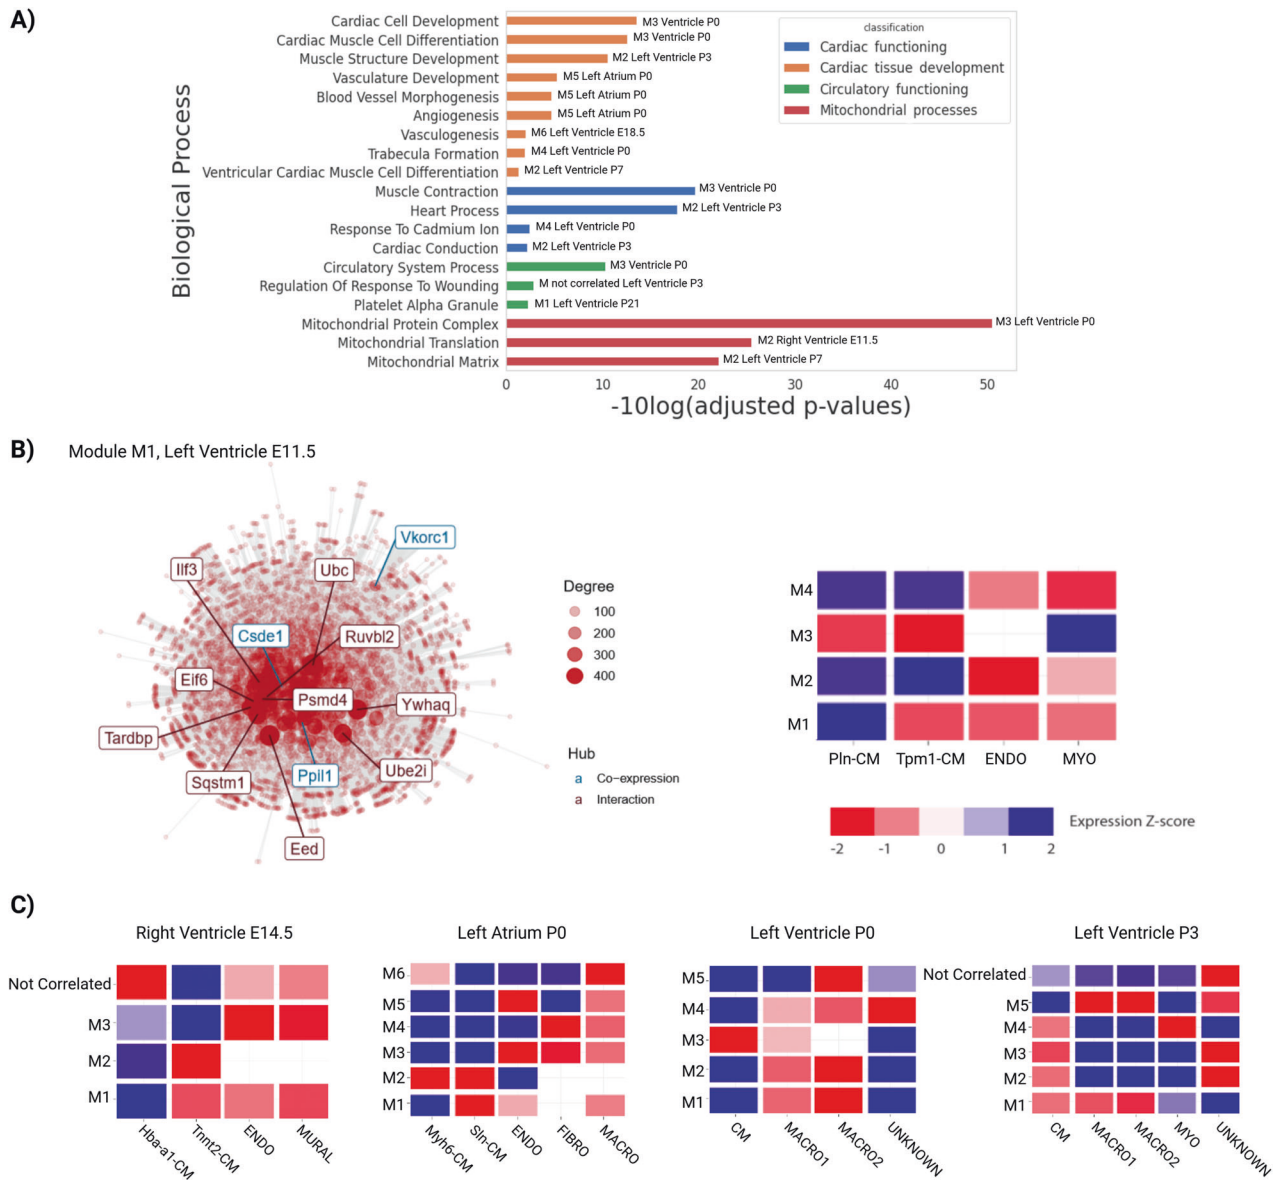 A)
Biological Process
Cardiac Cell Development
M3 Ventricle P0
Cardiac Muscle Cell Differentiation
M3 Ventricle P0
Muscle Structure Development
M2 Left Ventricle P3
Vasculature Development
M5 Left Atrium P0
Blood Vessel Morphogenesis
M5 Left Atrium P0
Angiogenesis
M5 Left Atrium P0
Vasculogenesis
M6 Left Ventricle E18.5
Trabecula Formation
M4 Left Ventricle P0
Ventricular Cardiac Muscle Cell Differentiation
M2 Left Ventricle P7
Muscle Contraction
M3 Ventricle P0
Heart Process
M2 Left Ventricle P3
Response To Cadmium Ion
M4 Left Ventricle P0
Cardiac Conduction
M2 Left Ventricle P3
Circulatory System Process
M3 Ventricle P0
Regulation Of Response To Wounding
M not correlated Left Ventricle P3
Platelet Alpha Granule
M1 Left Ventricle P21
Mitochondrial Protein Complex
M3 Left Ventricle P0
Mitochondrial Translation
M2 Right Ventricle E11.5
Mitochondrial Matrix
M2 Left Ventricle P7
classification
Cardiac functioning
Cardiac tissue development
Circulatory functioning
Mitochondrial processes
0 10 20 30 40 50
-10log(adjusted p-values)
B)
Module M1, Left Ventricle E11.5
Vkorc1
Ilf3
Ubc
Csde1
Ruvbl2
Eif6
Psmd4
Ywhaq
Tardbp
Sqstm1
Ppil1
Ube2i
Eed
Degree
100
200
300
400
Hub
a Co-expression
a Interaction
M4
M3
M2
M1
Pln-CM Tpm1-CM ENDO MYO
Expression Z-score
-2 -1 0 1 2
C)
Right Ventricle E14.5
Not Correlated
M3
M2
M1
Hba-a1-CM
Tnnt2-CM
ENDO
MURAL
Left Atrium P0
M6
M5
M4
M3
M2
M1
Myh6-CM
Sln-CM
ENDO
FIBRO
MACRO
Left Ventricle P0
M5
M4
M3
M2
M1
CM
MACRO1
MACRO2
UNKNOWN
Left Ventricle P3
Not Correlated
M5
M4
M3
M2
M1
CM
MACRO1
MACRO2
MYO
UNKNOWN